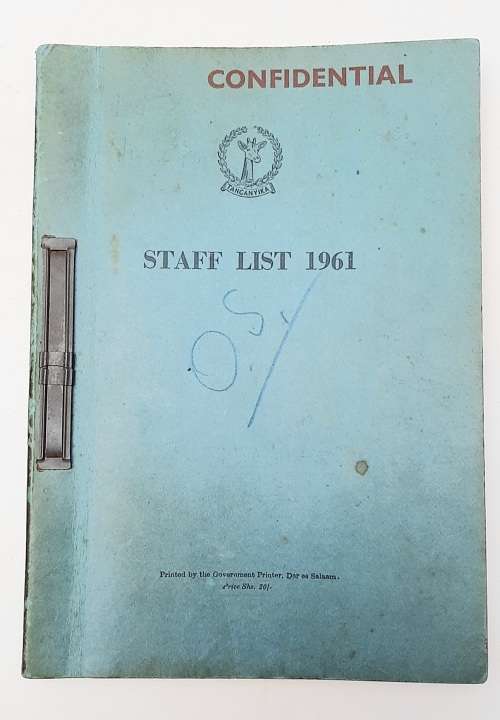 CONFIDENTIAL
TANGANYIKA
STAFF LIST 1961
Printed by the Government Printer, Dar es Salaam.
Price Shs. 20/-